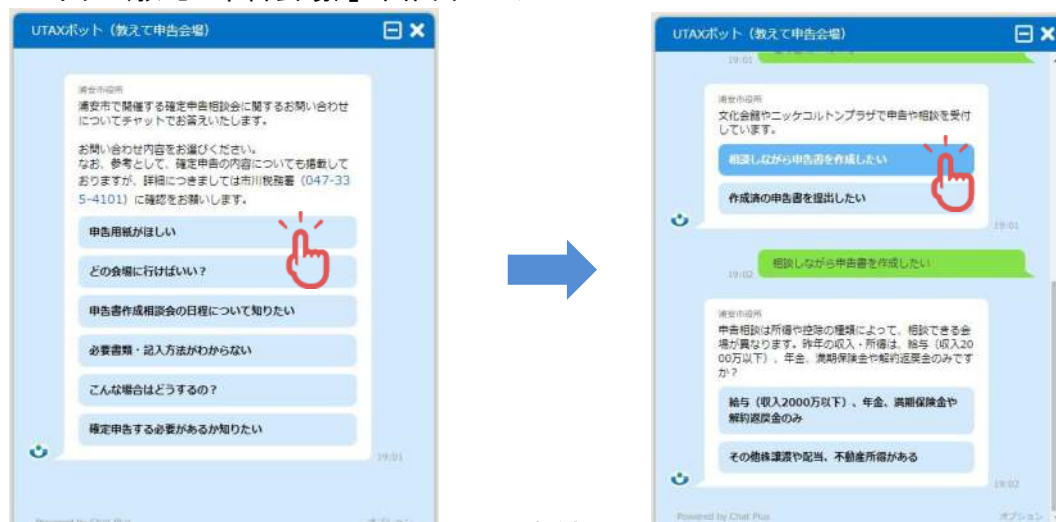 UTAXボット（教えて申告会場）
浦安市役所
浦安市で開催する確定申告相談会に関するお問い合わせ
についてチャットでお答えいたします。
お問い合わせ内容をお選びください。
なお、参考として、確定申告の内容についても掲載して
おりますが、詳細につきましては市川税務署（047-33
5-4101）に確認をお願いします。
申告用紙がほしい
どの会場に行けばいい？
申告書作成相談会の日程について知りたい
必要書類・記入方法がわからない
こんな場合はどうするの？
確定申告する必要があるか知りたい
19:01
Powered by Chat Plus
オプション
UTAXボット（教えて申告会場）
19:01
浦安市役所
文化会館やニッケコルトンプラザで申告や相談を受付
しています。
相談しながら申告書を作成したい
作成済の申告書を提出したい
19:01
相談しながら申告書を作成したい
19:02
浦安市役所
申告相談は所得や控除の種類によって、相談できる会
場が異なります。昨年の収入・所得は、給与（収入20
00万以下）、年金、満期保険金や解約返戻金のみです
か？
給与（収入2000万以下）、年金、満期保険金や
解約返戻金のみ
その他株譲渡や配当、不動産所得がある
19:02
Powered by Chat Plus
オプション